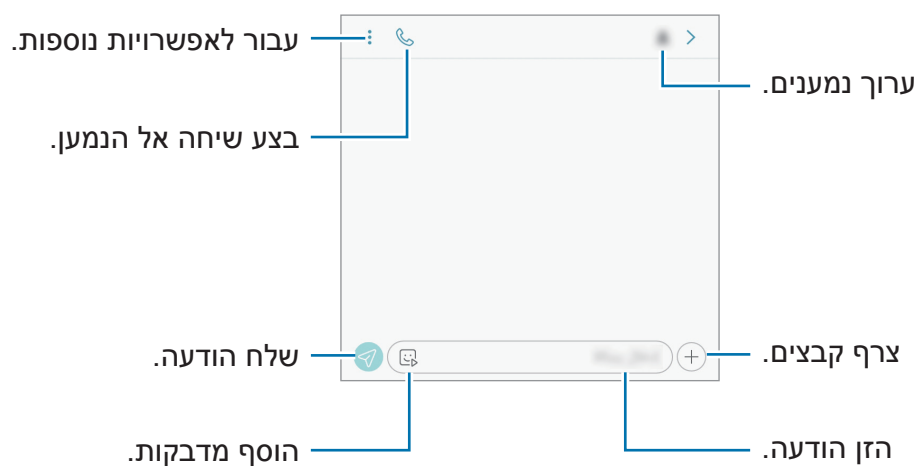 עבור לאפשרויות נוספות.
ערוך נמענים.
בצע שיחה אל הנמען.
צרף קבצים.
שלח הודעה.
הזן הודעה.
הוסף מדבקות.